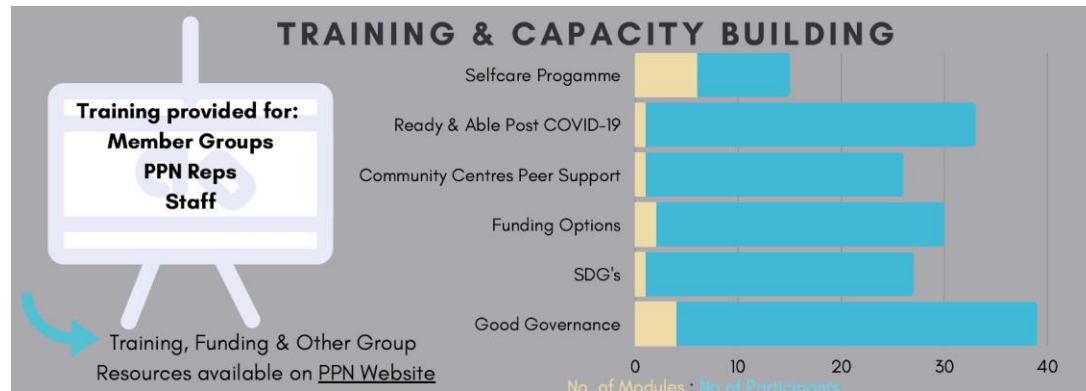 TRAINING & CAPACITY BUILDING
Training provided for:
Member Groups
PPN Reps
Staff
Training, Funding & Other Group
Resources available on PPN Website
Selfcare Progamme
Ready & Able Post COVID-19
Community Centres Peer Support
Funding Options
SDG's
Good Governance
0 10 20 30 40
No. of Modules : No of Participants